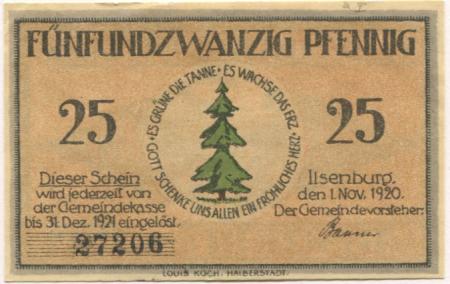 FÜNFUNDZWANZIG PFENNIG
25
• ES GRÜNE DIE TANNE • ES WACHSE DAS ERZ • GOTT SCHENKE UNS ALLEN EIN FRÖHLICHES HERZ
25
Dieser Schein
wird jederzeit von
der Gemeindekasse
bis 31. Dez. 1921 eingelöst.
27206
Ilsenburg,
den 1. Nov. 1920.
Der Gemeindevorsteher:
LOUIS KOCH, HALBERSTADT.